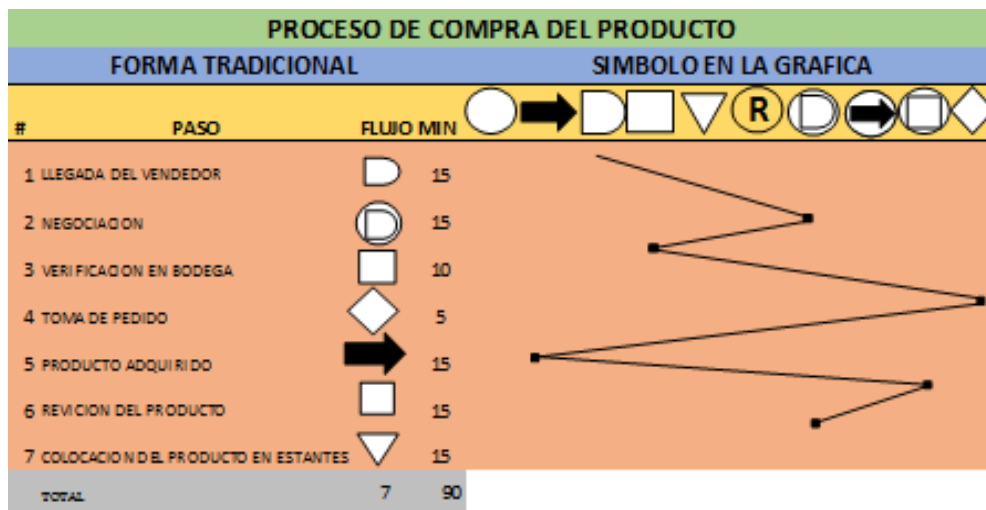 PROCESO DE COMPRA DEL PRODUCTO
FORMA TRADICIONAL SIMBOLO EN LA GRAFICA
# PASO FLUJO MIN R
1 LLEGADA DEL VENDEDOR 15
2 NEGOCIACION 15
3 VERIFICACION EN BODEGA 10
4 TOMA DE PEDIDO 5
5 PRODUCTO ADQUIRIDO 15
6 REVICION DEL PRODUCTO 15
7 COLOCACION DEL PRODUCTO EN ESTANTES 15
TOTAL 7 90